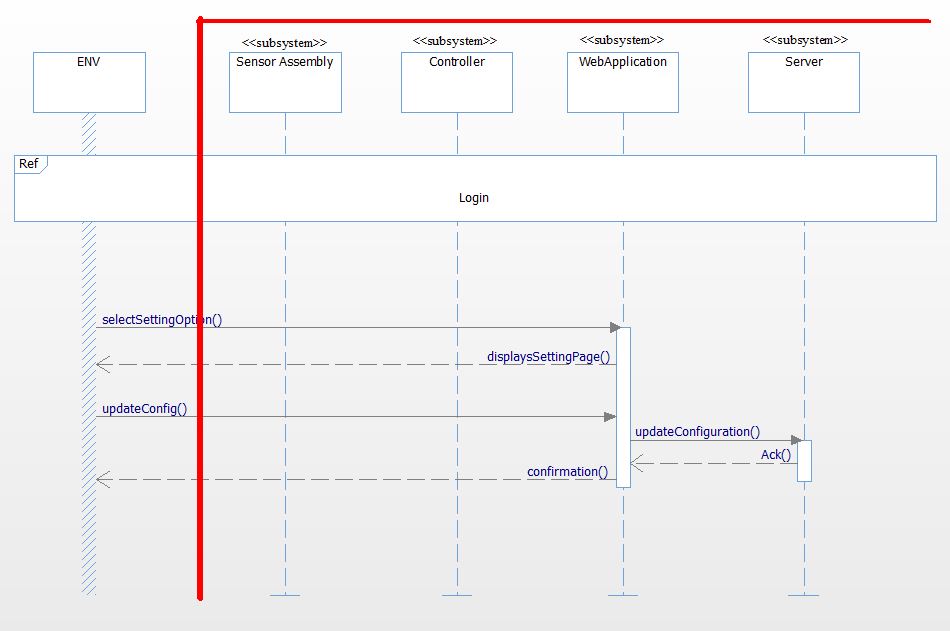 <<subsystem>> <<subsystem>> <<subsystem>> <<subsystem>>
ENV Sensor Assembly Controller WebApplication Server
Ref
Login
selectSettingOption()
displaysSettingPage()
updateConfig()
updateConfiguration()
Ack()
confirmation()